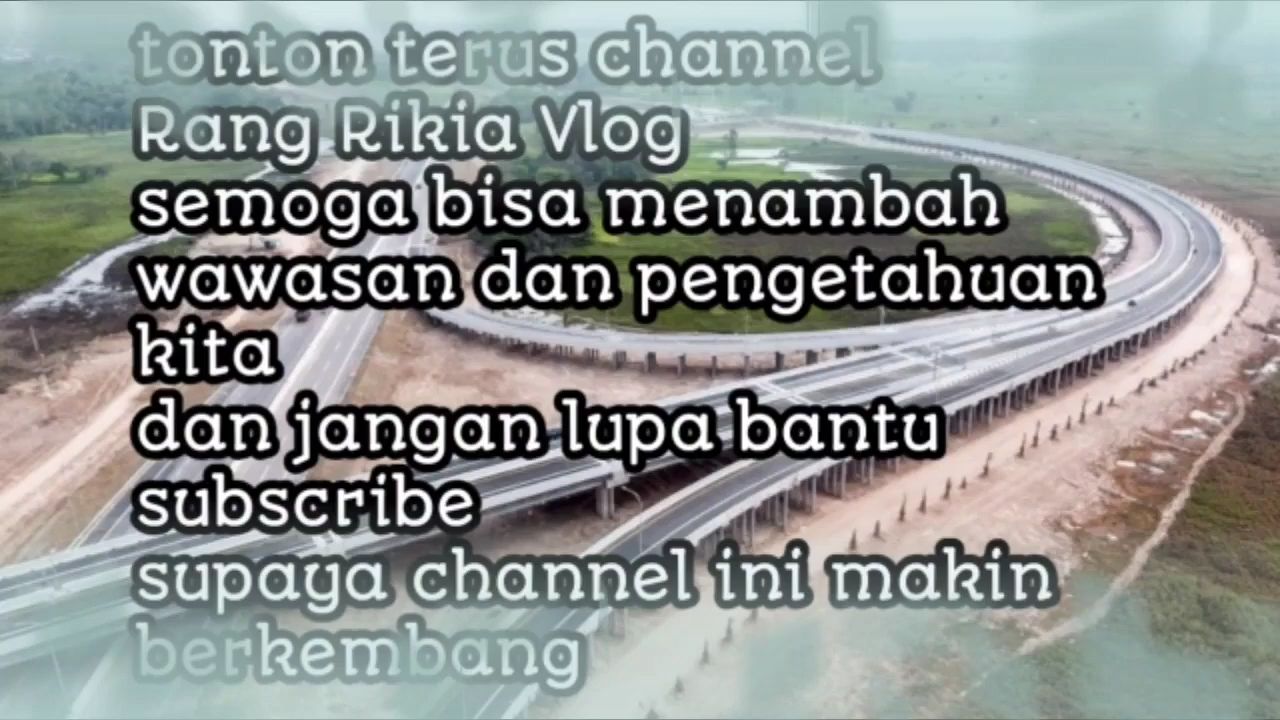 tonton terus channel
Rang Rikia Vlog
semoga bisa menambah
wawasan dan pengetahuan
kita
dan jangan lupa bantu
subscribe
supaya channel ini makin
berkembang